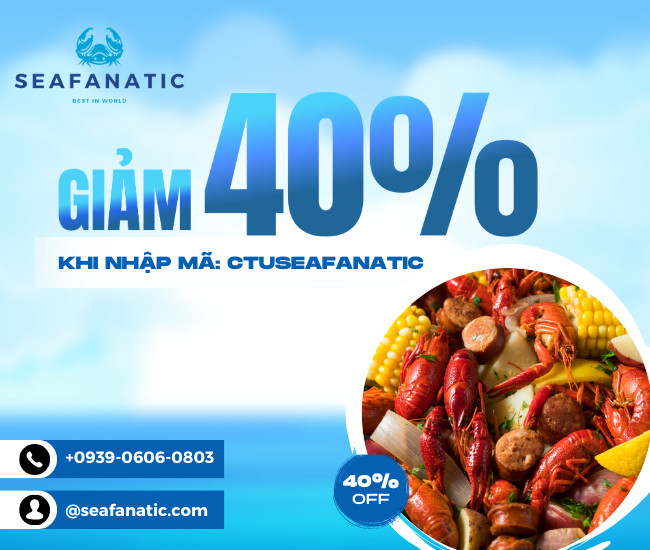 SEAFANATIC
BEST IN WORLD
GIẢM 40%
KHI NHẬP MÃ: CTUSEAFANATIC
40%
OFF
+0939-0606-0803
@seafanatic.com